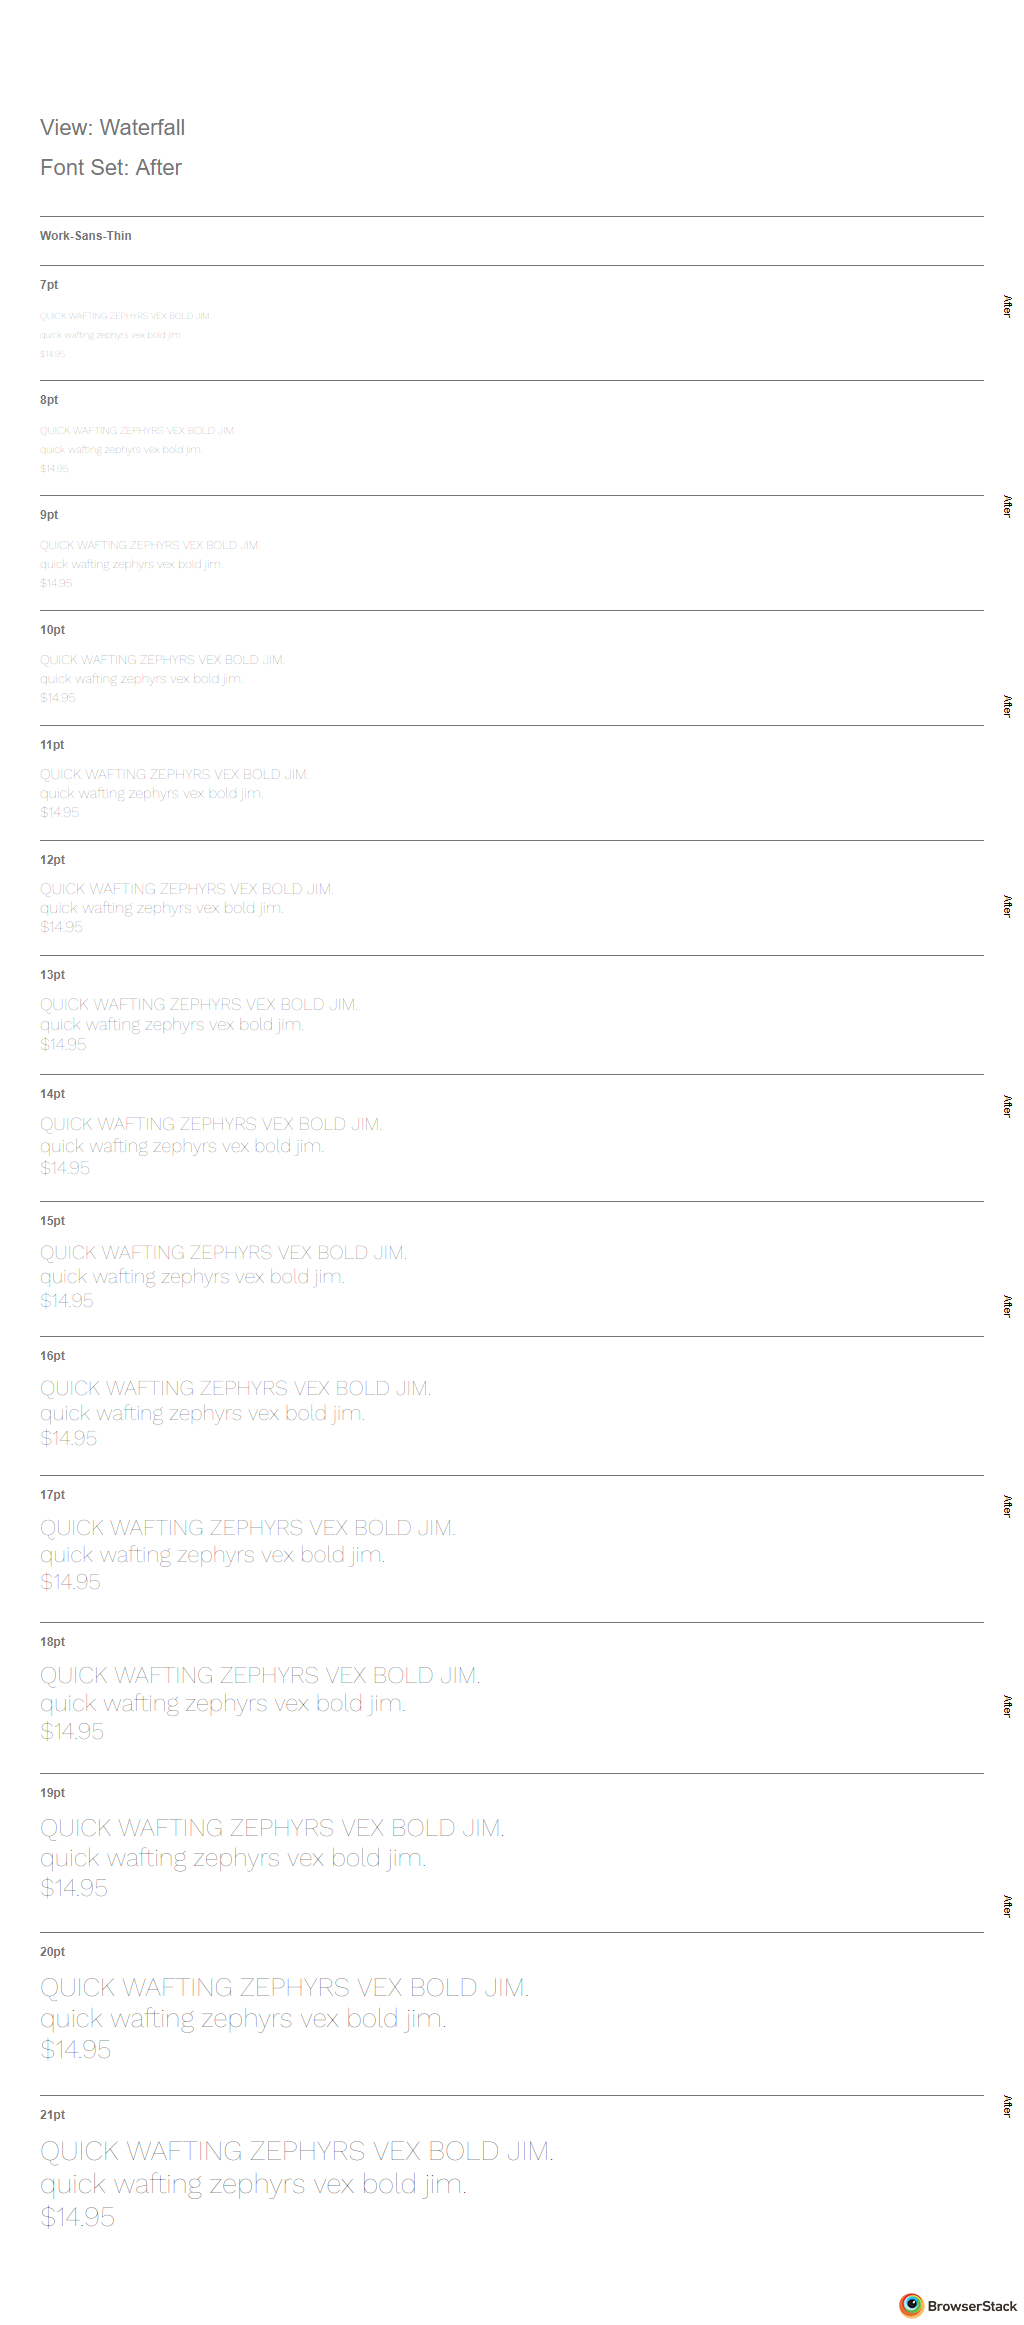 View: Waterfall
Font Set: After
Work-Sans-Thin
7pt
QUICK WAFTING ZEPHYRS VEX BOLD JIM.
quick wafting zephyrs vex bold jim.
$14.95
After
8pt
QUICK WAFTING ZEPHYRS VEX BOLD JIM.
quick wafting zephyrs vex bold jim.
$14.95
After
9pt
QUICK WAFTING ZEPHYRS VEX BOLD JIM.
quick wafting zephyrs vex bold jim.
$14.95
10pt
QUICK WAFTING ZEPHYRS VEX BOLD JIM.
quick wafting zephyrs vex bold jim.
$14.95
After
11pt
QUICK WAFTING ZEPHYRS VEX BOLD JIM.
quick wafting zephyrs vex bold jim.
$14.95
12pt
QUICK WAFTING ZEPHYRS VEX BOLD JIM.
quick wafting zephyrs vex bold jim.
$14.95
After
13pt
QUICK WAFTING ZEPHYRS VEX BOLD JIM.
quick wafting zephyrs vex bold jim.
$14.95
14pt
QUICK WAFTING ZEPHYRS VEX BOLD JIM.
quick wafting zephyrs vex bold jim.
$14.95
After
15pt
QUICK WAFTING ZEPHYRS VEX BOLD JIM.
quick wafting zephyrs vex bold jim.
$14.95
After
16pt
QUICK WAFTING ZEPHYRS VEX BOLD JIM.
quick wafting zephyrs vex bold jim.
$14.95
17pt
QUICK WAFTING ZEPHYRS VEX BOLD JIM.
quick wafting zephyrs vex bold jim.
$14.95
After
18pt
QUICK WAFTING ZEPHYRS VEX BOLD JIM.
quick wafting zephyrs vex bold jim.
$14.95
After
19pt
QUICK WAFTING ZEPHYRS VEX BOLD JIM.
quick wafting zephyrs vex bold jim.
$14.95
After
20pt
QUICK WAFTING ZEPHYRS VEX BOLD JIM.
quick wafting zephyrs vex bold jim.
$14.95
After
21pt
QUICK WAFTING ZEPHYRS VEX BOLD JIM.
quick wafting zephyrs vex bold jim.
$14.95
BrowserStack